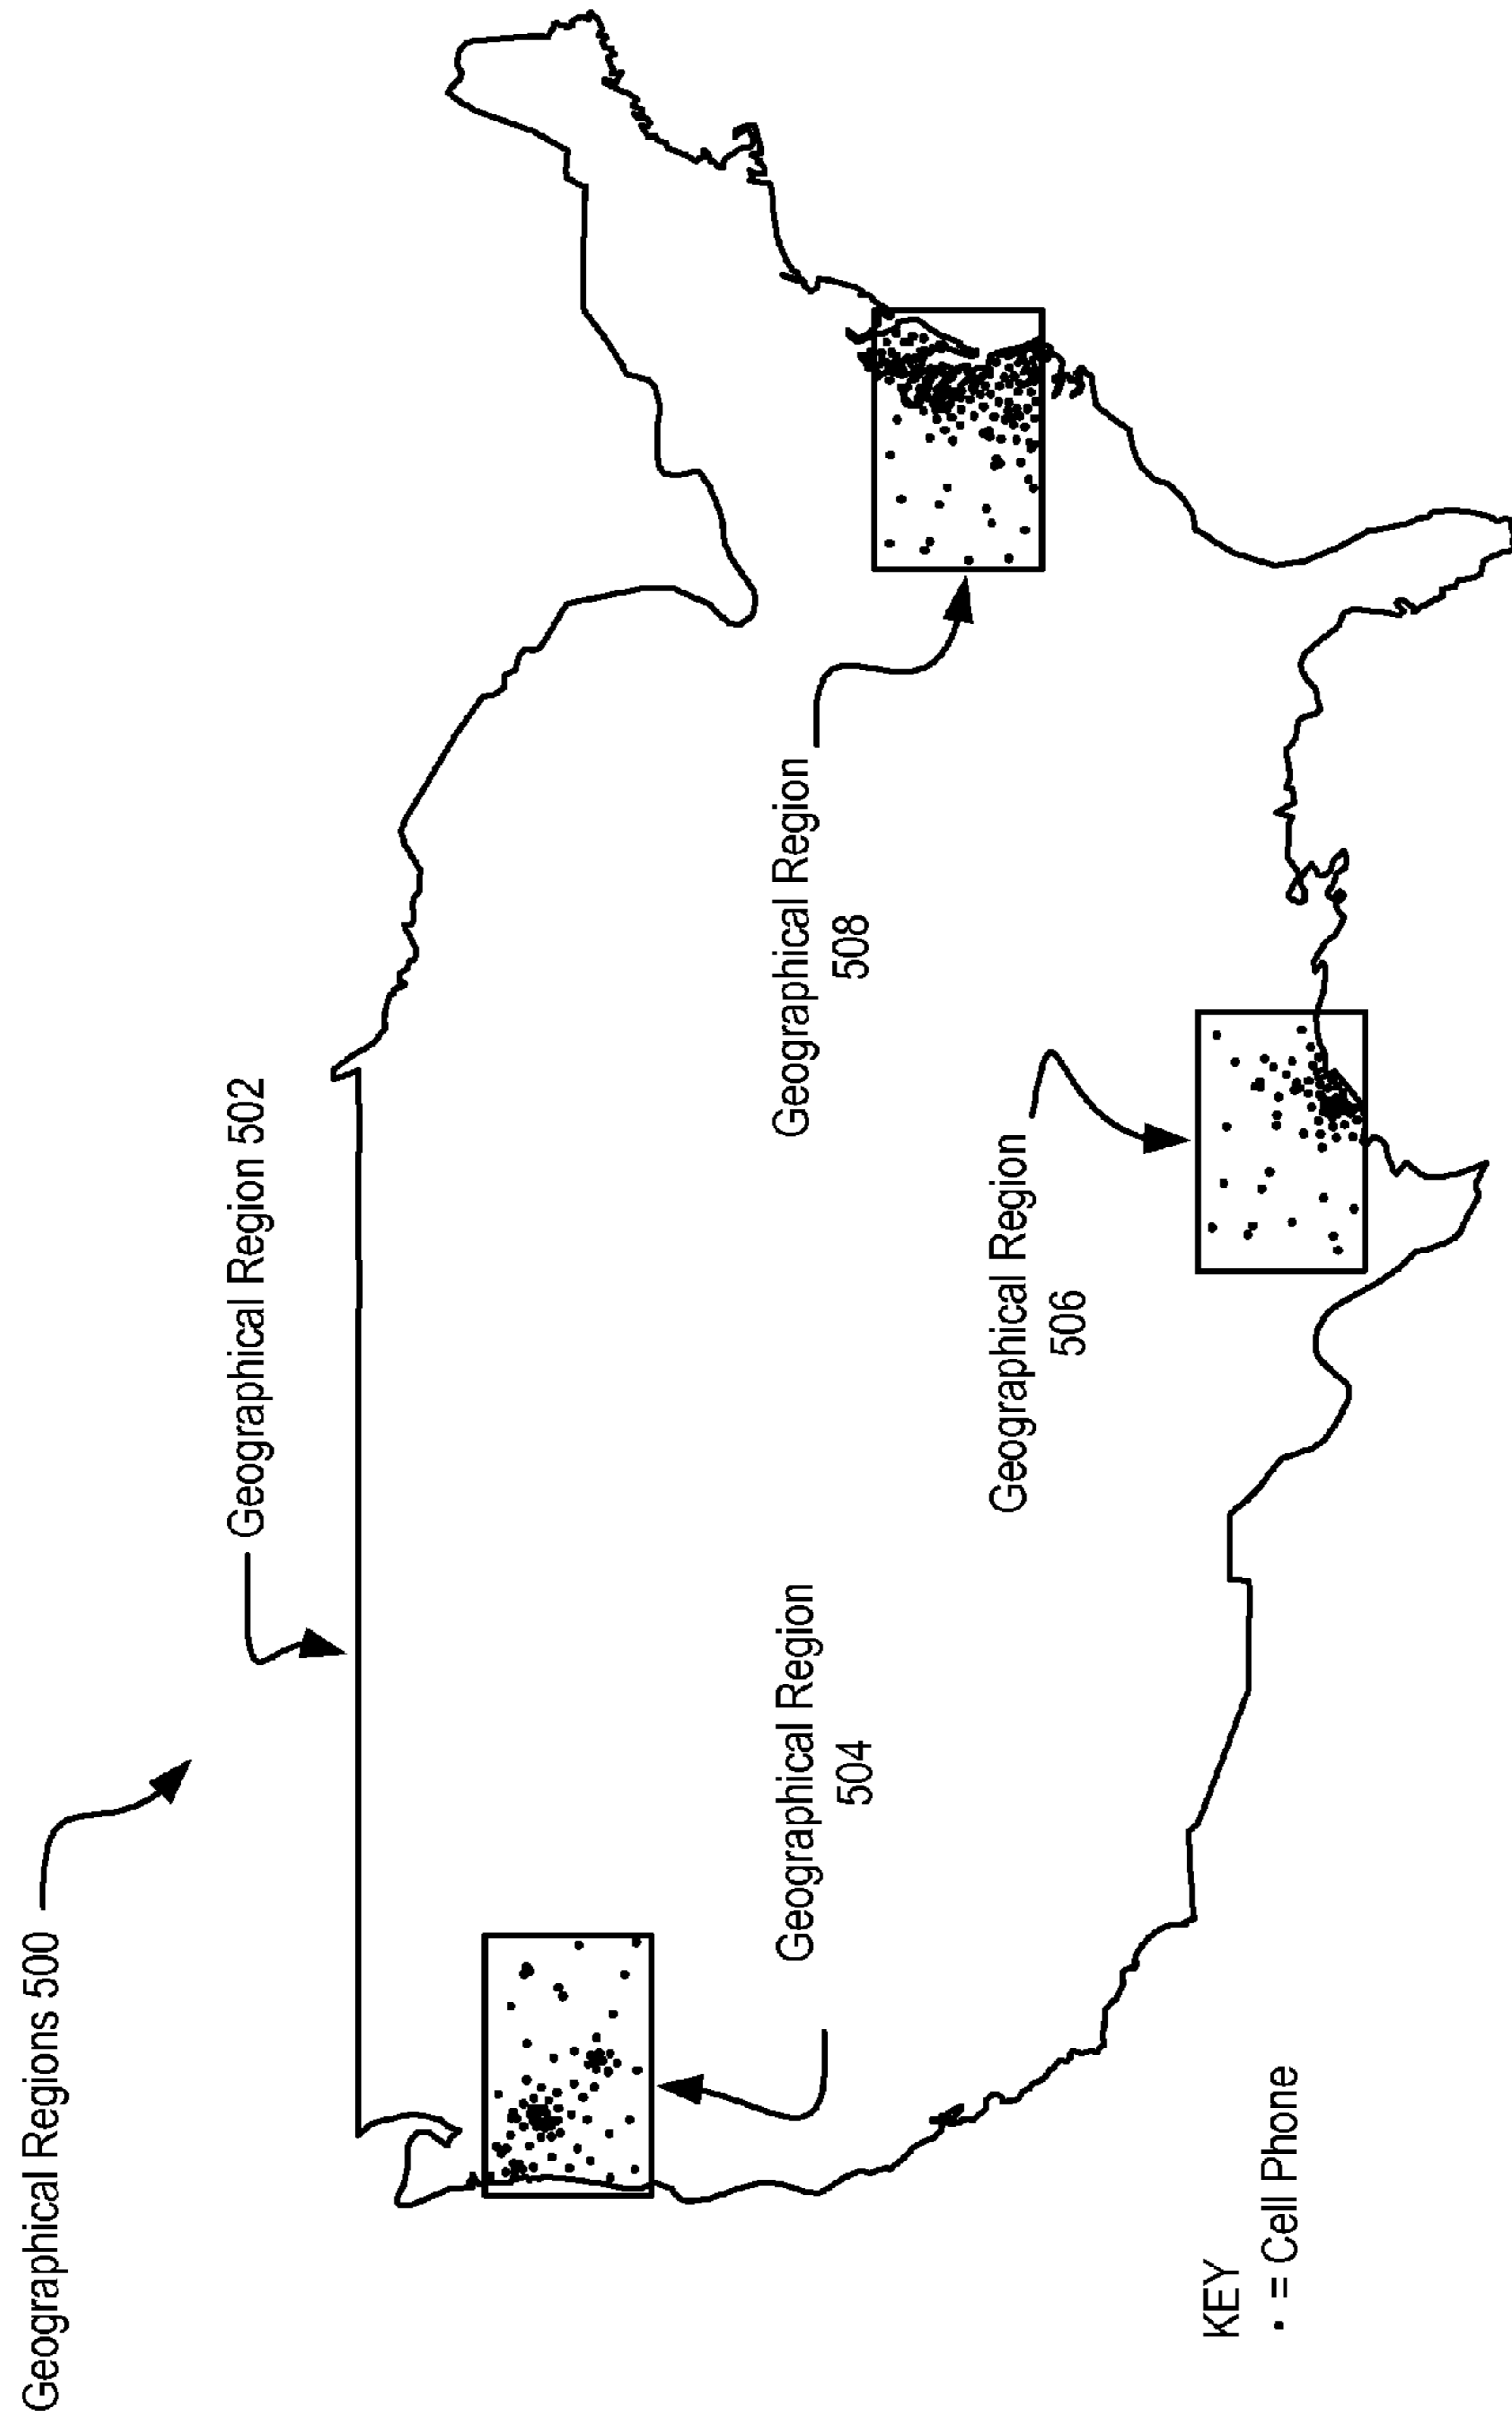 Geographical Regions 500
Geographical Region 502
Geographical Region
504
Geographical Region
508
Geographical Region
506
KEY
• = Cell Phone